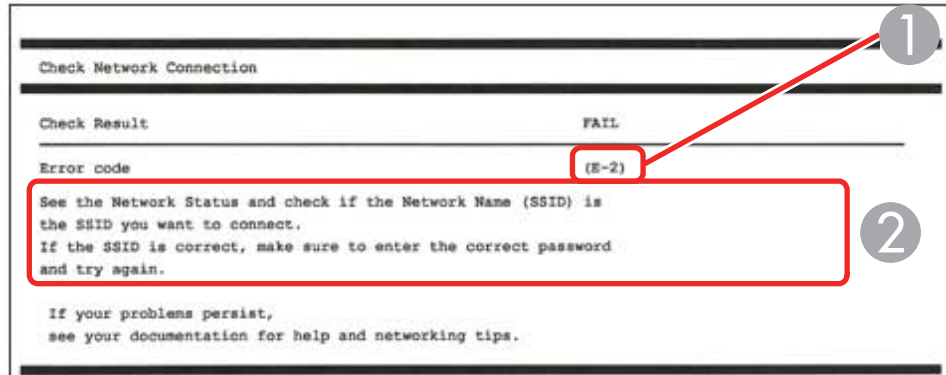 1
Check Network Connection
Check Result FAIL
Error code (E-2)
See the Network Status and check if the Network Name (SSID) is
the SSID you want to connect.
If the SSID is correct, make sure to enter the correct password
and try again.
2
If your problems persist,
see your documentation for help and networking tips.